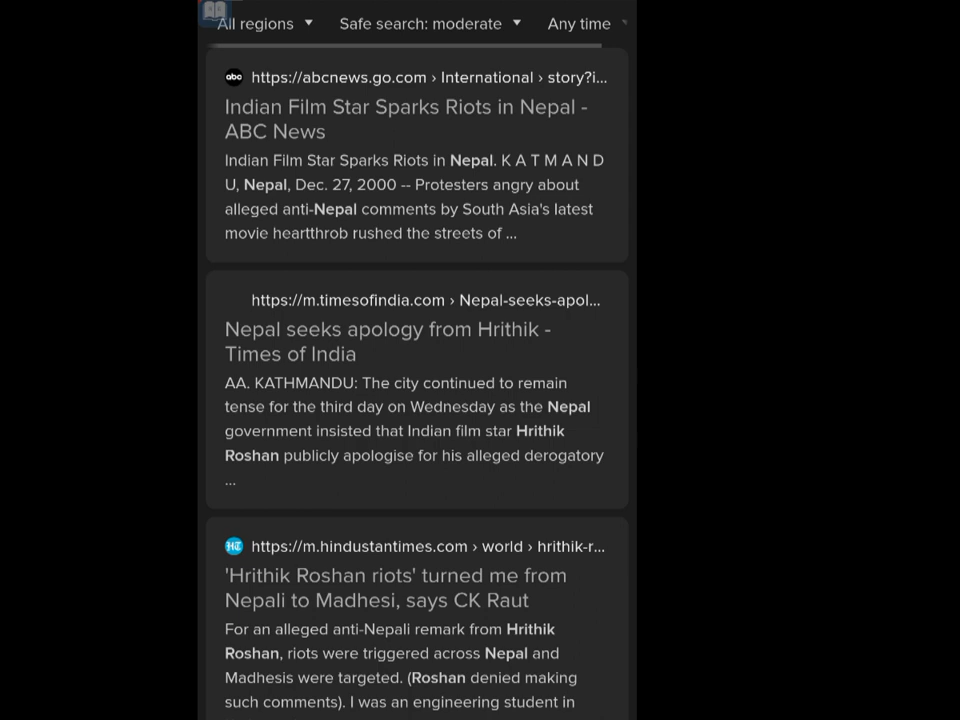 All regions ▼ Safe search: moderate ▼ Any time
abc https://abcnews.go.com › International › story?i...
Indian Film Star Sparks Riots in Nepal -
ABC News
Indian Film Star Sparks Riots in Nepal. K A T M A N D
U, Nepal, Dec. 27, 2000 -- Protesters angry about
alleged anti-Nepal comments by South Asia's latest
movie heartthrob rushed the streets of ...
https://m.timesofindia.com › Nepal-seeks-apol...
Nepal seeks apology from Hrithik -
Times of India
AA. KATHMANDU: The city continued to remain
tense for the third day on Wednesday as the Nepal
government insisted that Indian film star Hrithik
Roshan publicly apologise for his alleged derogatory
...
HT https://m.hindustantimes.com › world › hrithik-r...
'Hrithik Roshan riots' turned me from
Nepali to Madhesi, says CK Raut
For an alleged anti-Nepali remark from Hrithik
Roshan, riots were triggered across Nepal and
Madhesis were targeted. (Roshan denied making
such comments). I was an engineering student in